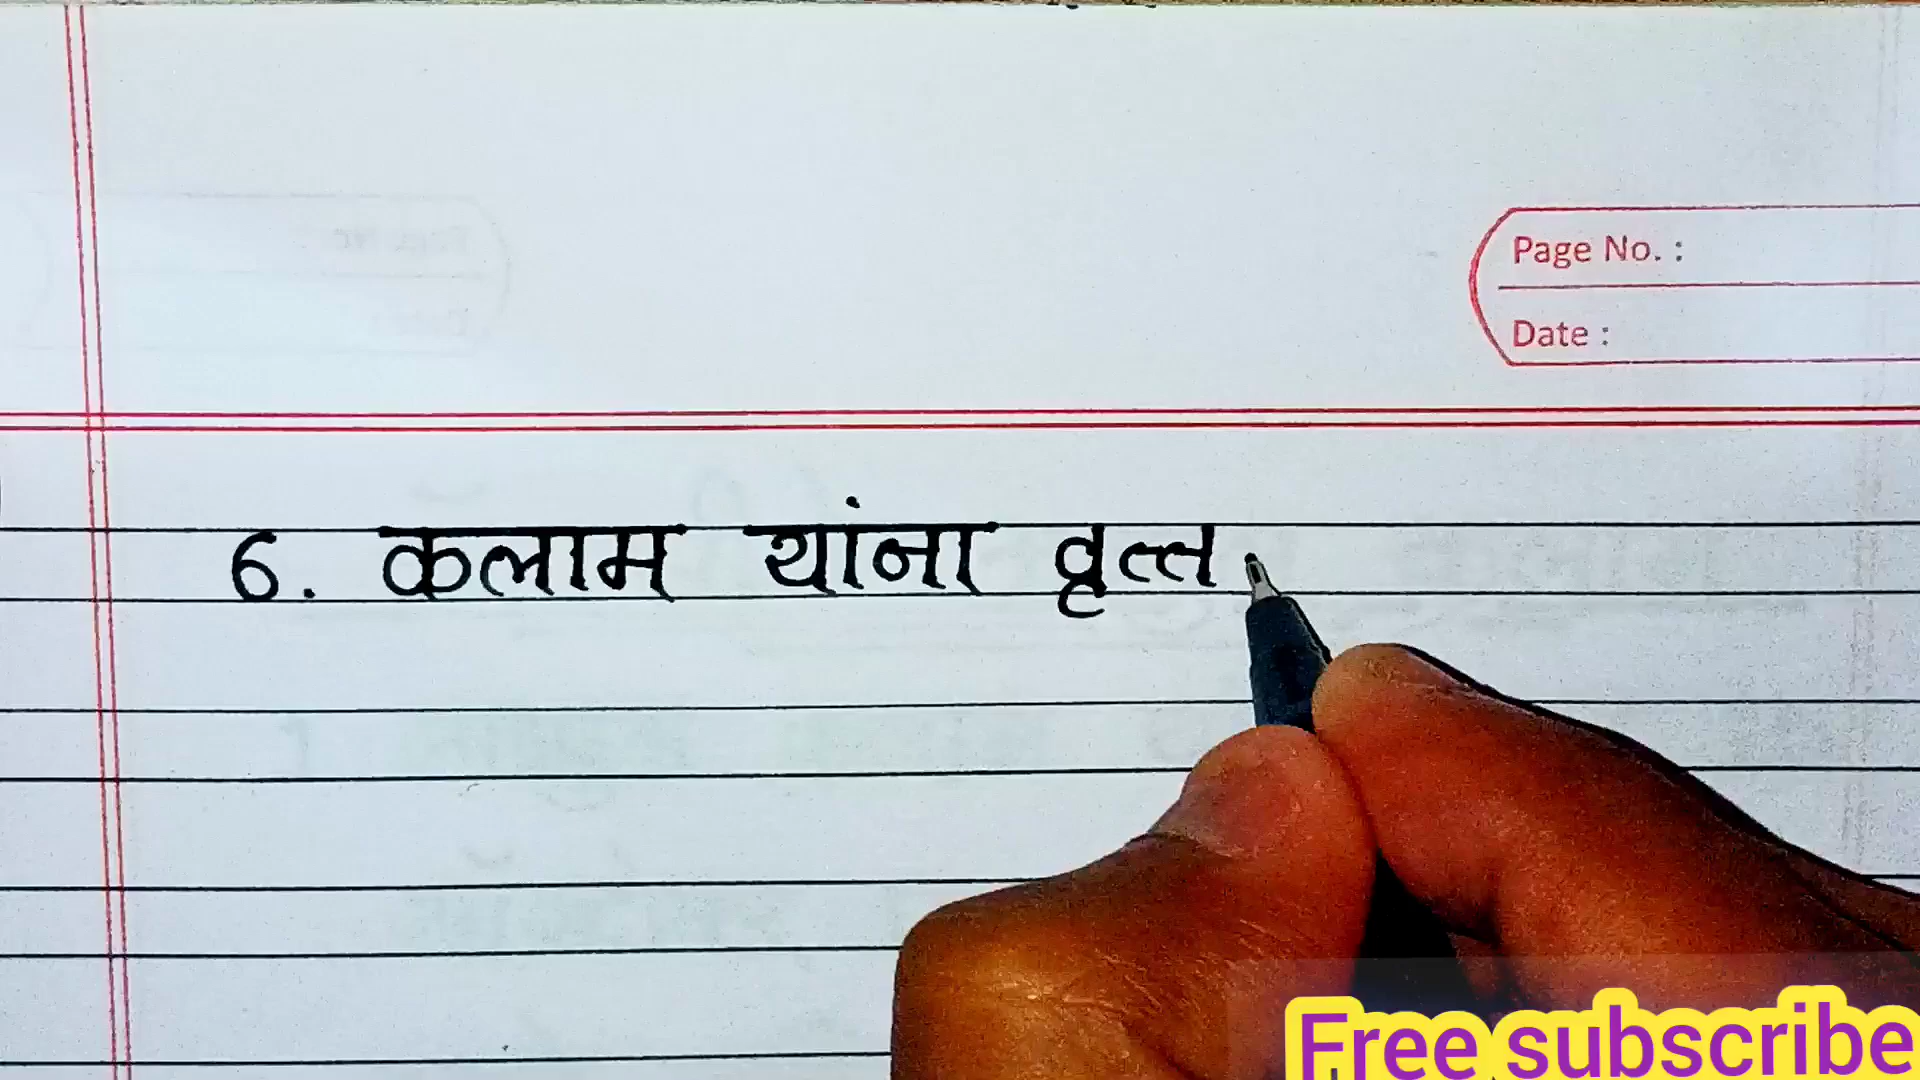 Page No. :
Date :
6. कलाम यांना वृत्त
Free subscribe